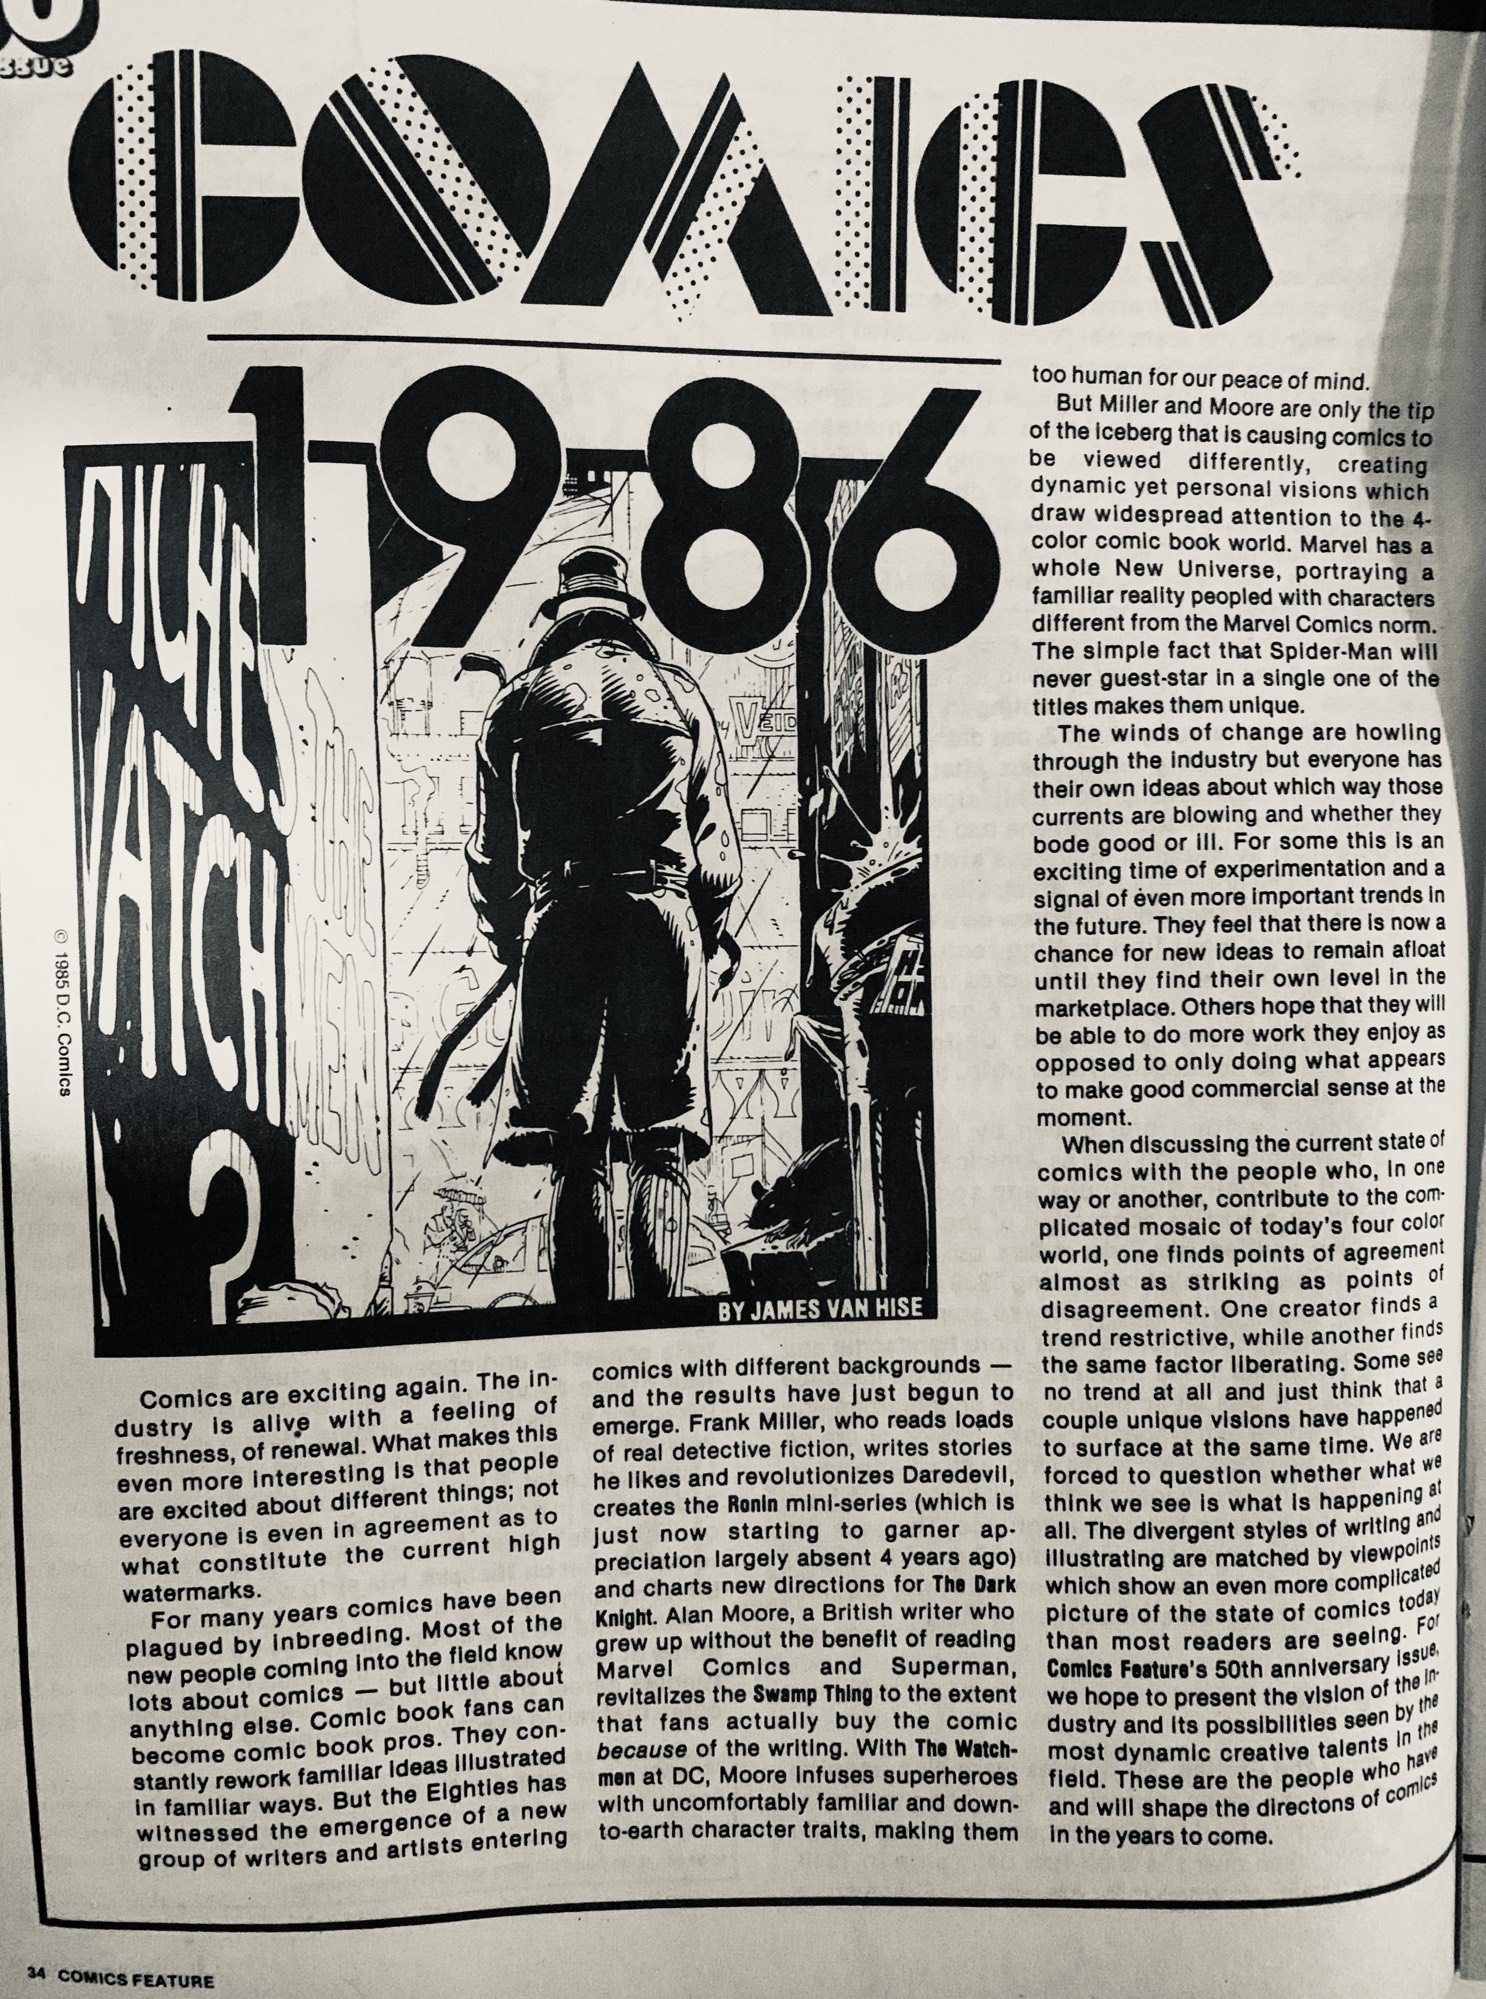 issue
COMICS
1986
WATCHES
THE
WATCH
MEN
?
VEID
© 1985 D.C. Comics
BY JAMES VAN HISE
Comics are exciting again. The in-
dustry is alive with a feeling of
freshness, of renewal. What makes this
even more interesting is that people
are excited about different things; not
everyone is even in agreement as to
what constitute the current high
watermarks.
For many years comics have been
plagued by inbreeding. Most of the
new people coming into the field know
lots about comics — but little about
anything else. Comic book fans can
become comic book pros. They con-
stantly rework familiar ideas illustrated
in familiar ways. But the Eighties has
witnessed the emergence of a new
group of writers and artists entering
comics with different backgrounds —
and the results have just begun to
emerge. Frank Miller, who reads loads
of real detective fiction, writes stories
he likes and revolutionizes Daredevil,
creates the Ronin mini-series (which is
just now starting to garner ap-
preciation largely absent 4 years ago)
and charts new directions for The Dark
Knight. Alan Moore, a British writer who
grew up without the benefit of reading
Marvel Comics and Superman,
revitalizes the Swamp Thing to the extent
that fans actually buy the comic
because of the writing. With The Watch-
men at DC, Moore infuses superheroes
with uncomfortably familiar and down-
to-earth character traits, making them
too human for our peace of mind.
But Miller and Moore are only the tip
of the iceberg that is causing comics to
be viewed differently, creating
dynamic yet personal visions which
draw widespread attention to the 4-
color comic book world. Marvel has a
whole New Universe, portraying a
familiar reality peopled with characters
different from the Marvel Comics norm.
The simple fact that Spider-Man will
never guest-star in a single one of the
titles makes them unique.
The winds of change are howling
through the industry but everyone has
their own ideas about which way those
currents are blowing and whether they
bode good or ill. For some this is an
exciting time of experimentation and a
signal of even more important trends in
the future. They feel that there is now a
chance for new ideas to remain afloat
until they find their own level in the
marketplace. Others hope that they will
be able to do more work they enjoy as
opposed to only doing what appears
to make good commercial sense at the
moment.
When discussing the current state of
comics with the people who, in one
way or another, contribute to the com-
plicated mosaic of today's four color
world, one finds points of agreement
almost as striking as points of
disagreement. One creator finds a
trend restrictive, while another finds
the same factor liberating. Some see
no trend at all and just think that a
couple unique visions have happened
to surface at the same time. We are
forced to question whether what we
think we see is what is happening at
all. The divergent styles of writing and
illustrating are matched by viewpoints
which show an even more complicated
picture of the state of comics today
than most readers are seeing. For
Comics Feature's 50th anniversary issue,
we hope to present the vision of the in-
dustry and its possibilities seen by the
most dynamic creative talents in the
field. These are the people who have
and will shape the directons of comics
in the years to come.
34 COMICS FEATURE